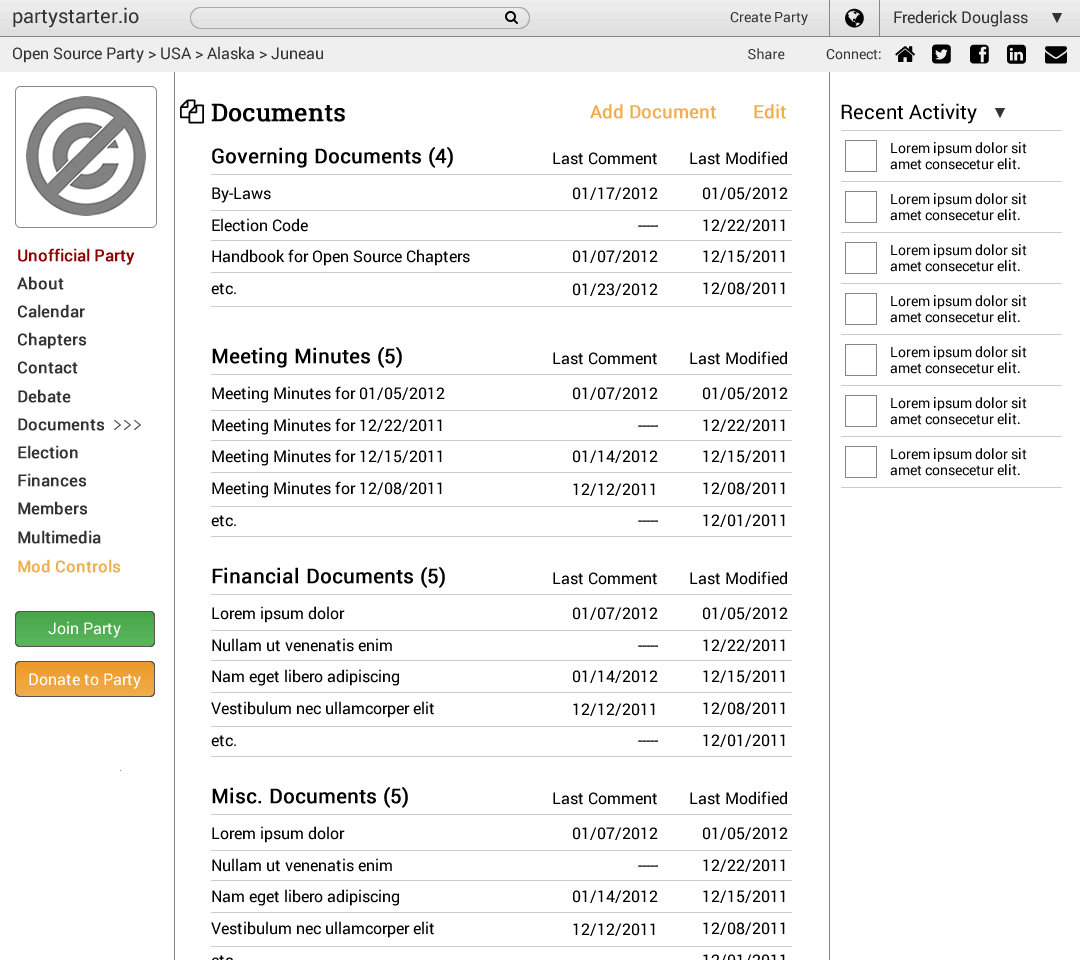 partystarter.io
Create Party
Frederick Douglass ▼
Open Source Party > USA > Alaska > Juneau
Share
Connect:
Unofficial Party
About
Calendar
Chapters
Contact
Debate
Documents >>>
Election
Finances
Members
Multimedia
Mod Controls
Join Party
Donate to Party
Documents
Add Document
Edit
Governing Documents (4) Last Comment Last Modified
By-Laws 01/17/2012 01/05/2012
Election Code ----- 12/22/2011
Handbook for Open Source Chapters 01/07/2012 12/15/2011
etc. 01/23/2012 12/08/2011
Meeting Minutes (5) Last Comment Last Modified
Meeting Minutes for 01/05/2012 01/07/2012 01/05/2012
Meeting Minutes for 12/22/2011 ----- 12/22/2011
Meeting Minutes for 12/15/2011 01/14/2012 12/15/2011
Meeting Minutes for 12/08/2011 12/12/2011 12/08/2011
etc. ----- 12/01/2011
Financial Documents (5) Last Comment Last Modified
Lorem ipsum dolor 01/07/2012 01/05/2012
Nullam ut venenatis enim ----- 12/22/2011
Nam eget libero adipiscing 01/14/2012 12/15/2011
Vestibulum nec ullamcorper elit 12/12/2011 12/08/2011
etc. ----- 12/01/2011
Misc. Documents (5) Last Comment Last Modified
Lorem ipsum dolor 01/07/2012 01/05/2012
Nullam ut venenatis enim ----- 12/22/2011
Nam eget libero adipiscing 01/14/2012 12/15/2011
Vestibulum nec ullamcorper elit 12/12/2011 12/08/2011
etc. 12/01/2011
Recent Activity ▼
Lorem ipsum dolor sit
amet consecetur elit.
Lorem ipsum dolor sit
amet consecetur elit.
Lorem ipsum dolor sit
amet consecetur elit.
Lorem ipsum dolor sit
amet consecetur elit.
Lorem ipsum dolor sit
amet consecetur elit.
Lorem ipsum dolor sit
amet consecetur elit.
Lorem ipsum dolor sit
amet consecetur elit.